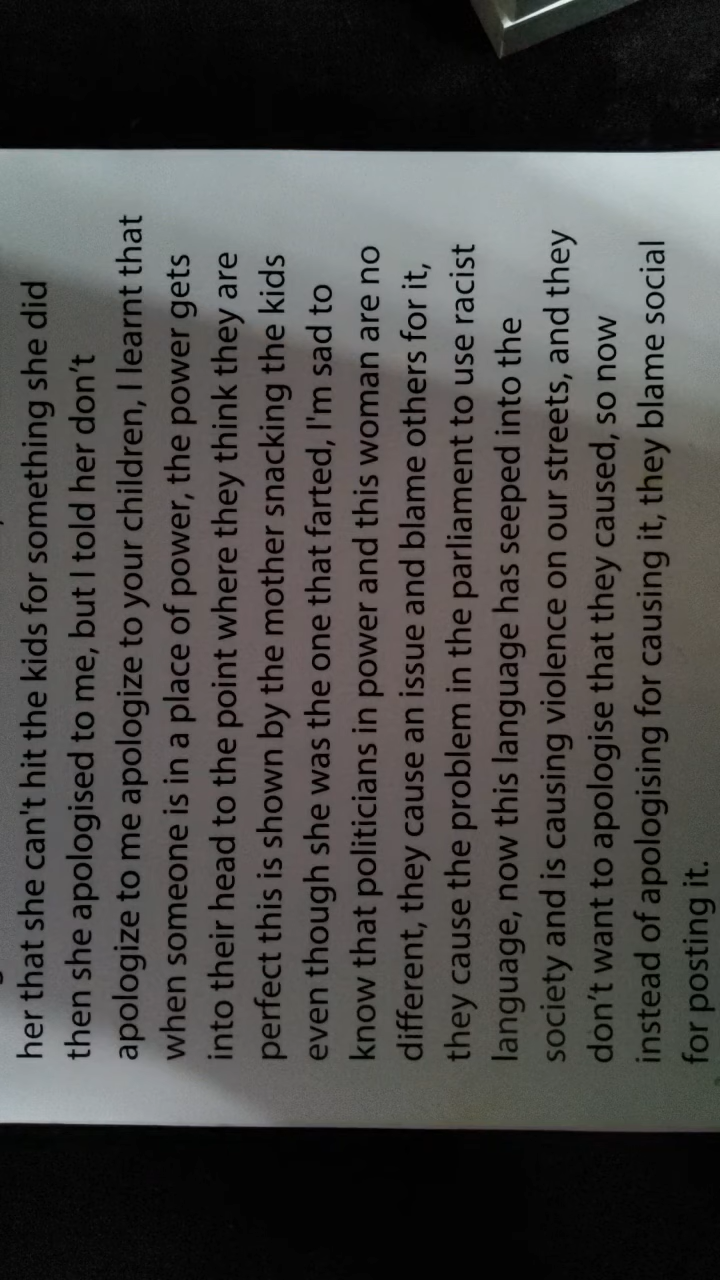 her that she can't hit the kids for something she did
then she apologised to me, but I told her don't
apologize to me apologize to your children, I learnt that
when someone is in a place of power, the power gets
into their head to the point where they think they are
perfect this is shown by the mother snacking the kids
even though she was the one that farted, I'm sad to
know that politicians in power and this woman are no
different, they cause an issue and blame others for it,
they cause the problem in the parliament to use racist
language, now this language has seeped into the
society and is causing violence on our streets, and they
don't want to apologise that they caused, so now
instead of apologising for causing it, they blame social
for posting it.